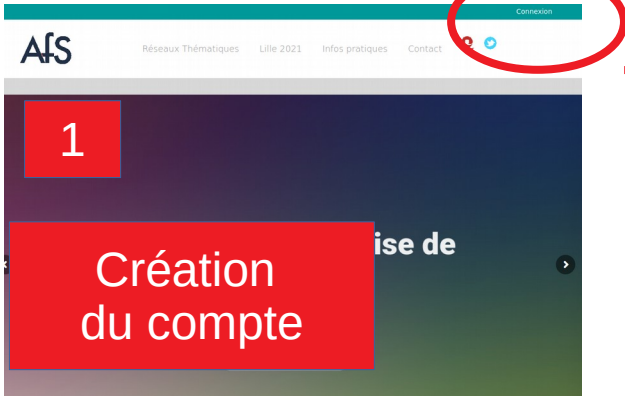 Connexion
AfS
Réseaux Thématiques Lille 2021 Infos pratiques Contact
1
ise de
Création
du compte